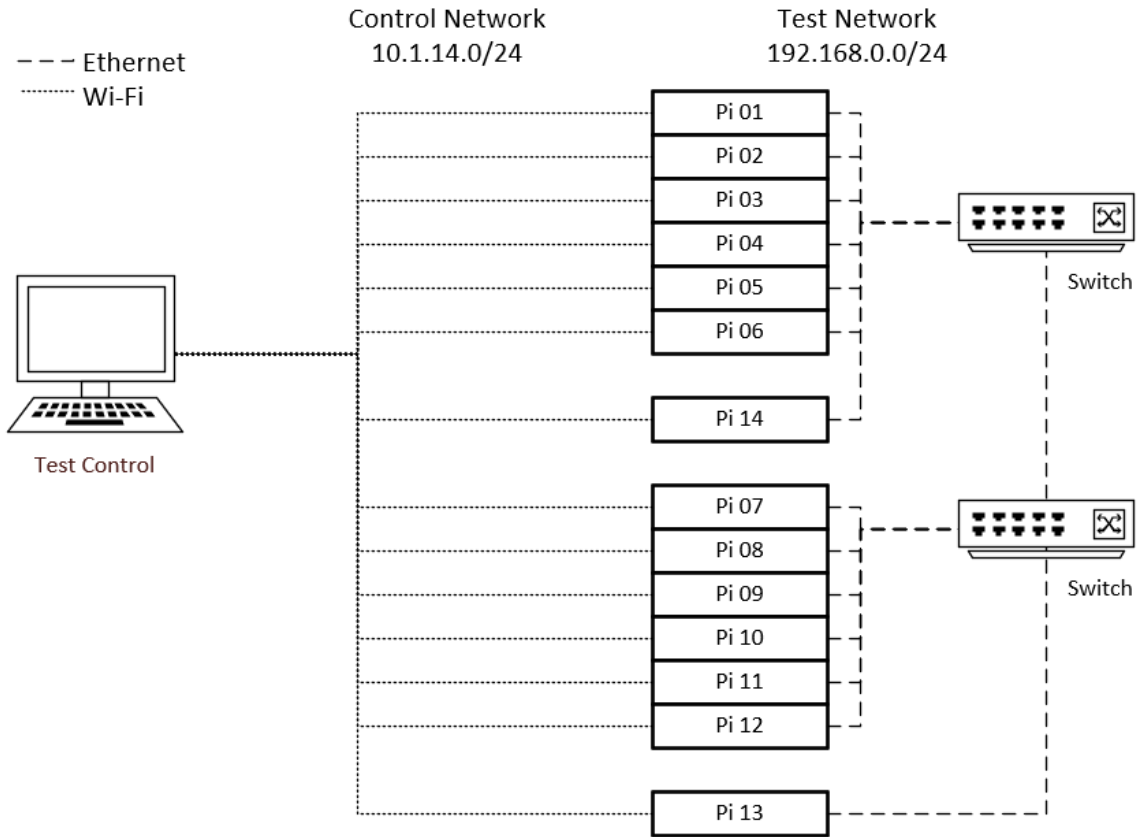 Control Network
10.1.14.0/24
Test Network
192.168.0.0/24
Ethernet
Wi-Fi
Pi 01
Pi 02
Pi 03
Pi 04
Pi 05
Pi 06
Switch
Test Control
Pi 14
Pi 07
Pi 08
Pi 09
Pi 10
Pi 11
Pi 12
Switch
Pi 13